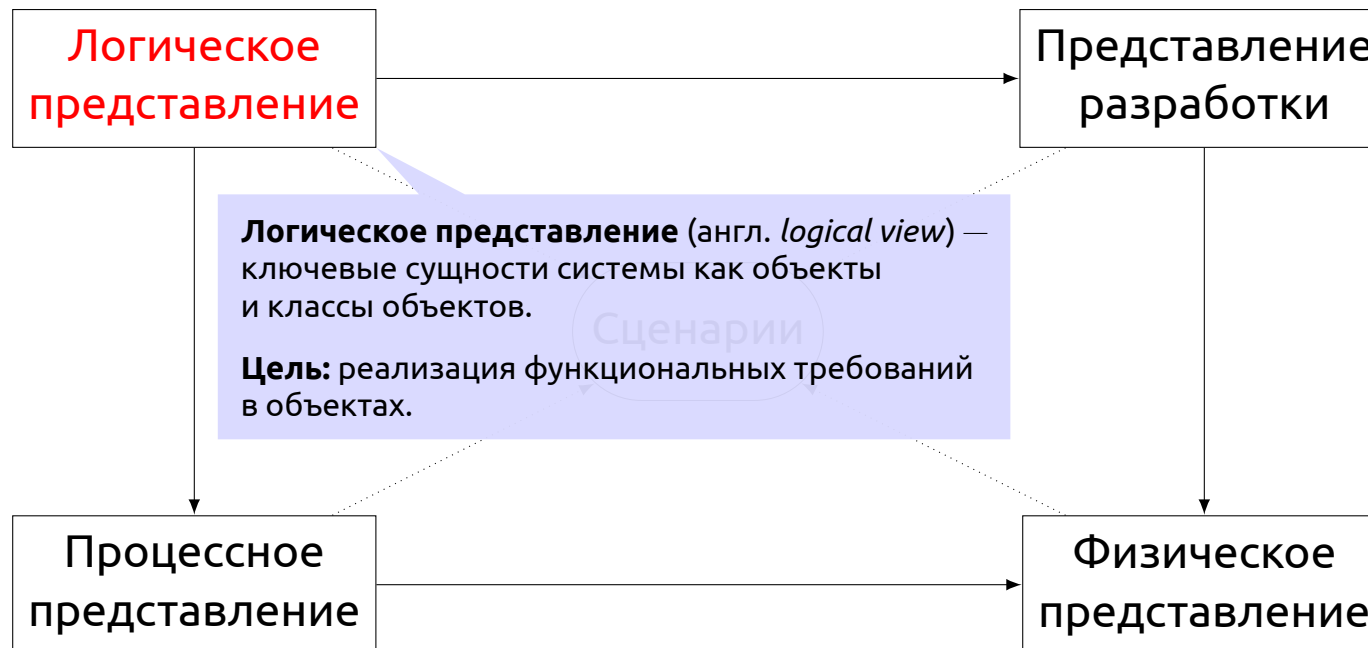 Логическое
представление
Представление
разработки
Логическое представление (англ. logical view) —
ключевые сущности системы как объекты
и классы объектов.
Сценарии
Цель: реализация функциональных требований
в объектах.
Процессное
представление
Физическое
представление